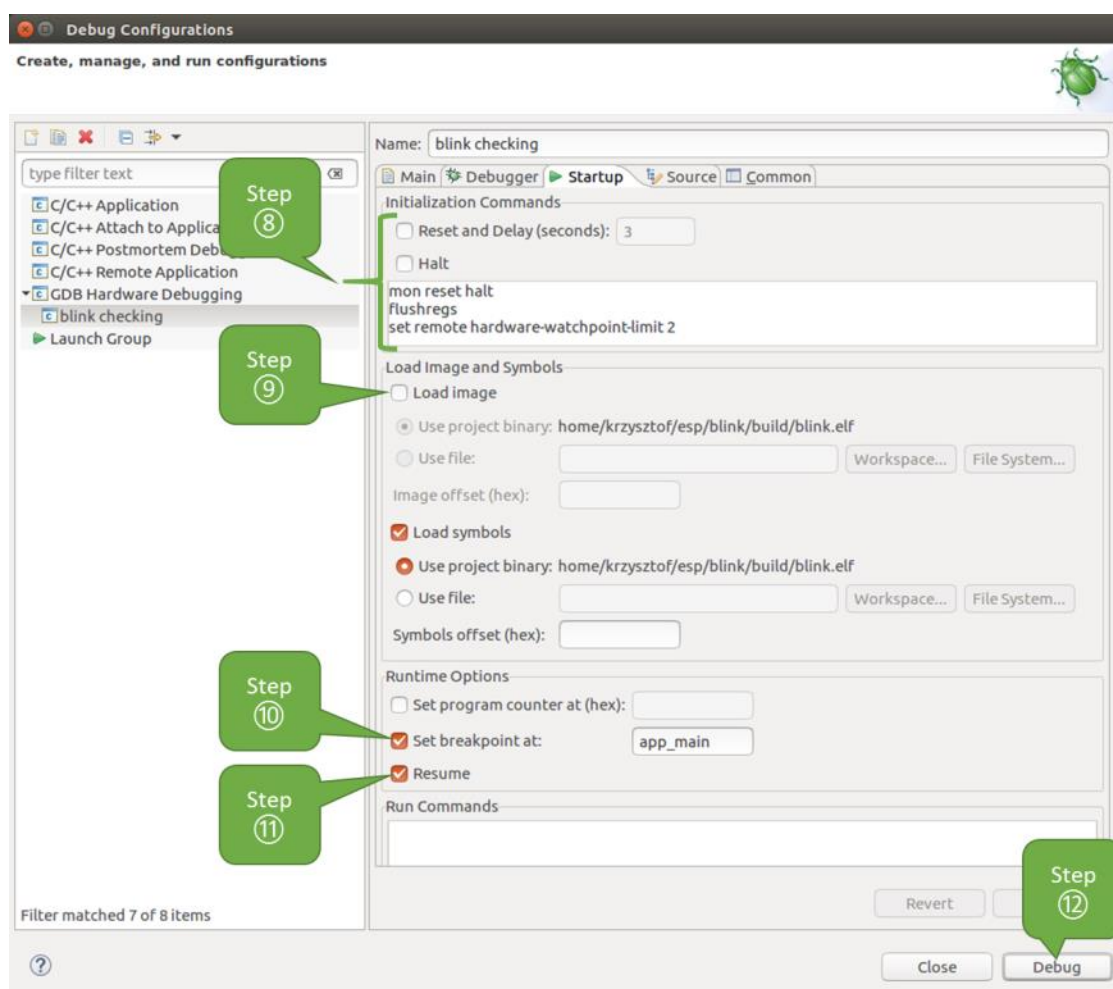 Debug Configurations
Create, manage, and run configurations
type filter text
C/C++ Application
C/C++ Attach to Applica
C/C++ Postmortem Debu
C/C++ Remote Application
GDB Hardware Debugging
blink checking
Launch Group
Filter matched 7 of 8 items
Name: blink checking
Main Debugger Startup Source Common
Initialization Commands
Step
⑧
Reset and Delay (seconds): 3
Halt
mon reset halt
flushregs
set remote hardware-watchpoint-limit 2
Load Image and Symbols
Step
⑨
Load image
Use project binary: home/krzysztof/esp/blink/build/blink.elf
Use file: Workspace... File System...
Image offset (hex):
Load symbols
Use project binary: home/krzysztof/esp/blink/build/blink.elf
Use file: Workspace... File System...
Symbols offset (hex):
Runtime Options
Step
⑩
Set program counter at (hex):
Set breakpoint at: app_main
Step
⑪
Resume
Run Commands
Revert
Step
⑫
Close Debug